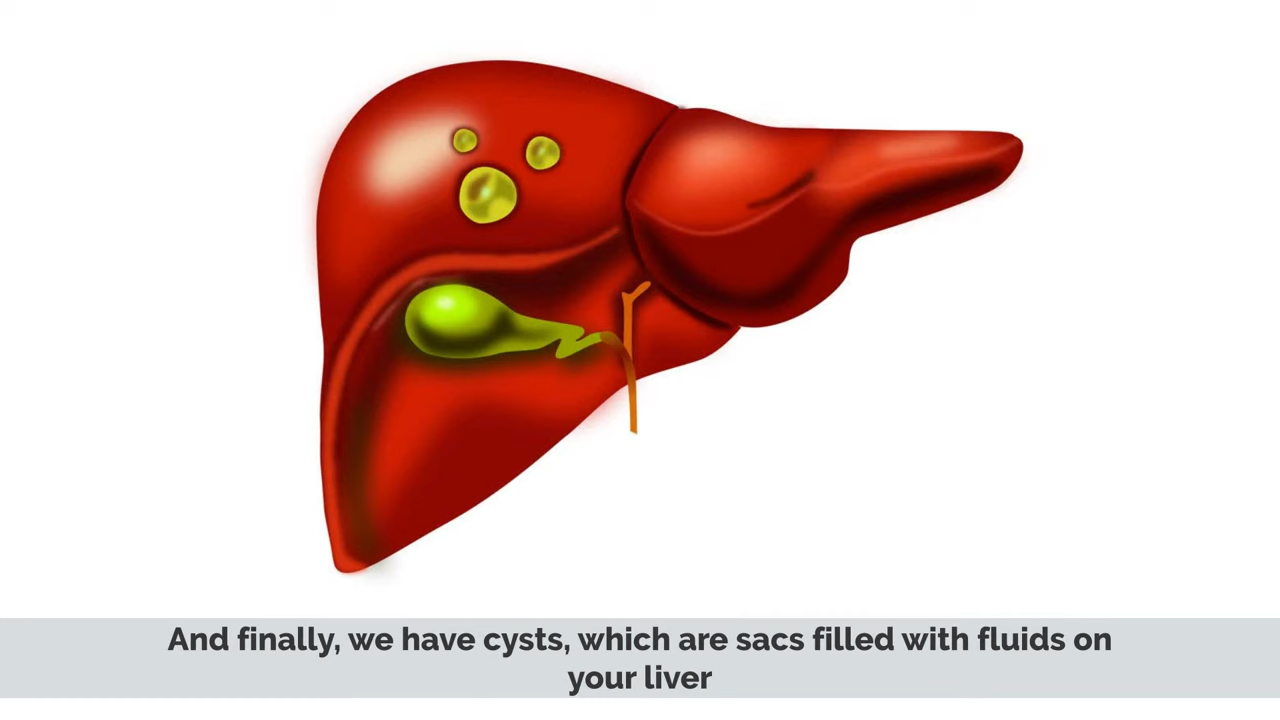 And finally, we have cysts, which are sacs filled with fluids on
your liver